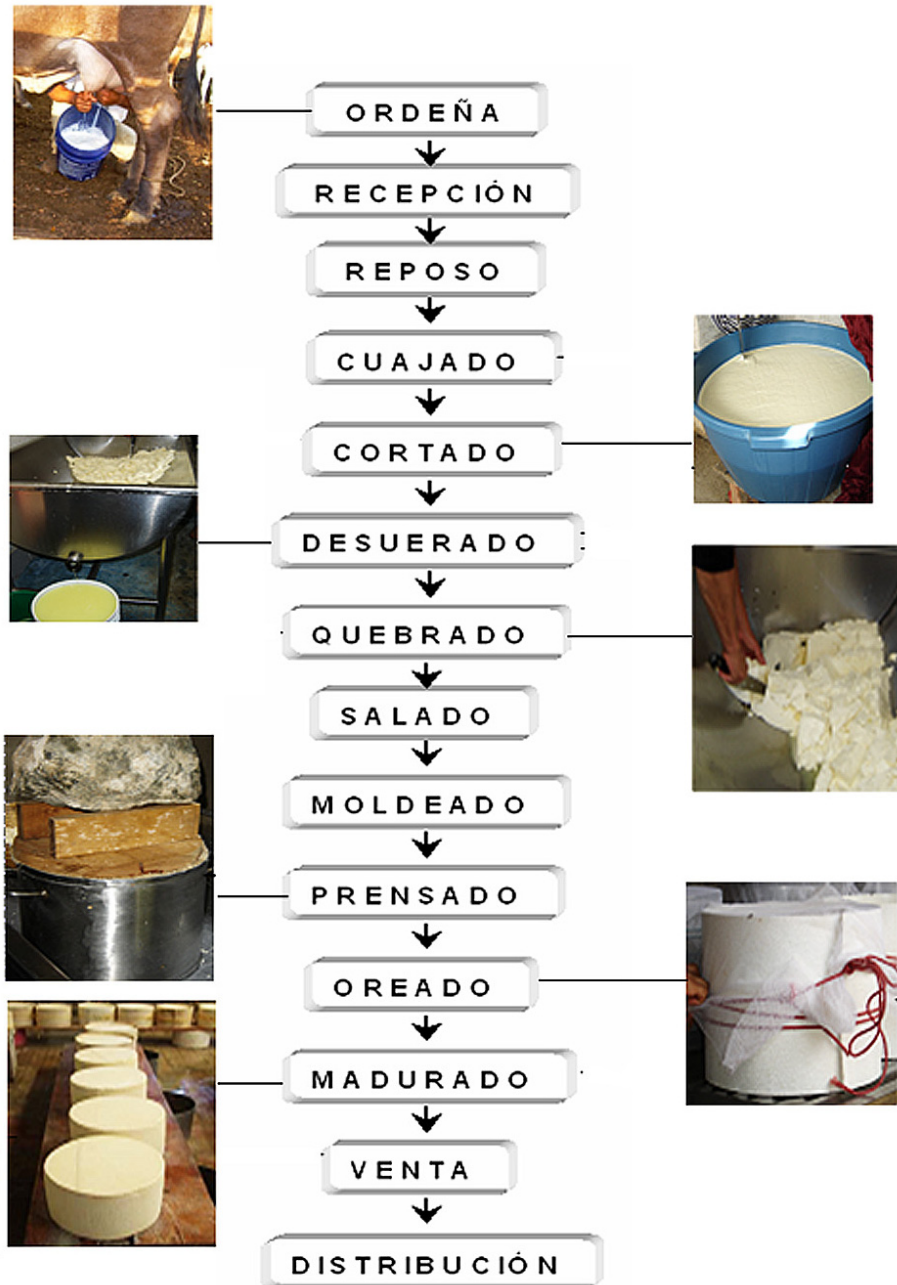 ORDEÑA
RECEPCIÓN
REPOSO
CUAJADO
CORTADO
DESUERADO
QUEBRADO
SALADO
MOLDEADO
PRENSADO
OREADO
MADURADO
VENTA
DISTRIBUCIÓN